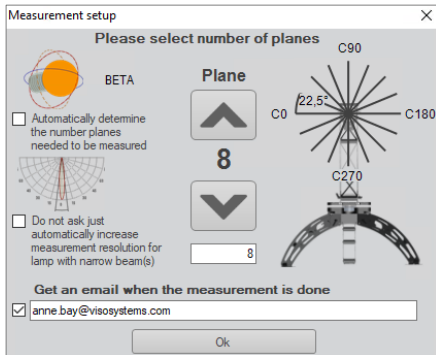 Measurement setup
Please select number of planes
BETA
Plane
C90
22,5°
C0
C180
Automatically determine
the number planes
needed to be measured
8
C270
Do not ask just
automatically increase
measurement resolution for
lamp with narrow beam(s)
8
Get an email when the measurement is done
anne.bay@visosystems.com
Ok